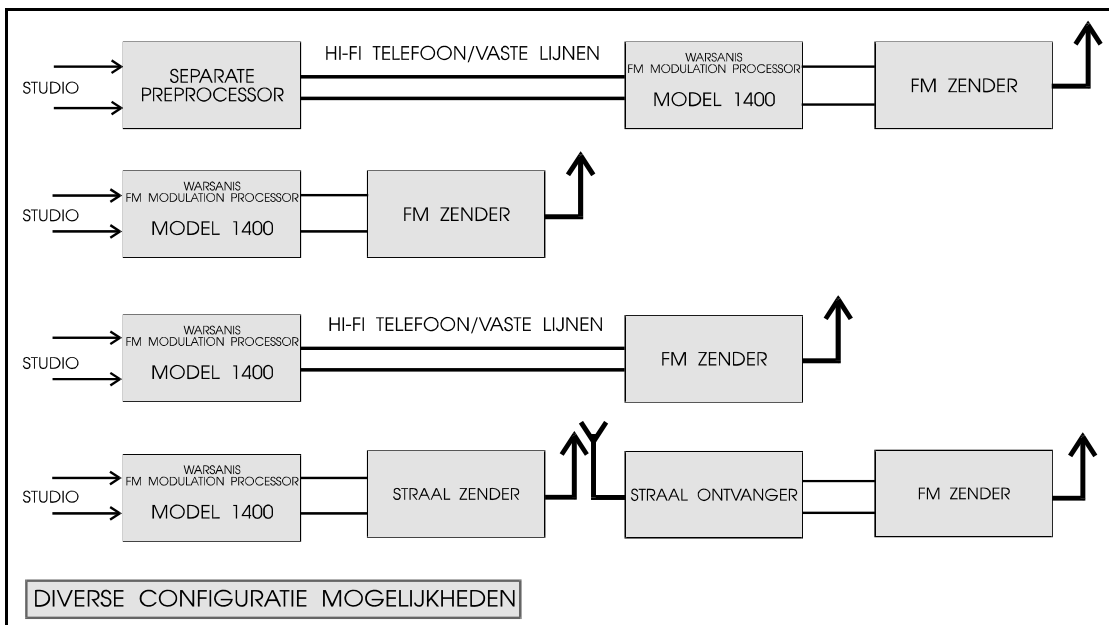 HI-FI TELEFOON/VASTE LIJNEN
STUDIO
SEPARATE
PREPROCESSOR
WARSANIS
FM MODULATION PROCESSOR
MODEL 1400
FM ZENDER
STUDIO
WARSANIS
FM MODULATION PROCESSOR
MODEL 1400
FM ZENDER
STUDIO
WARSANIS
FM MODULATION PROCESSOR
MODEL 1400
HI-FI TELEFOON/VASTE LIJNEN
FM ZENDER
STUDIO
WARSANIS
FM MODULATION PROCESSOR
MODEL 1400
STRAAL ZENDER
STRAAL ONTVANGER
FM ZENDER
DIVERSE CONFIGURATIE MOGELIJKHEDEN